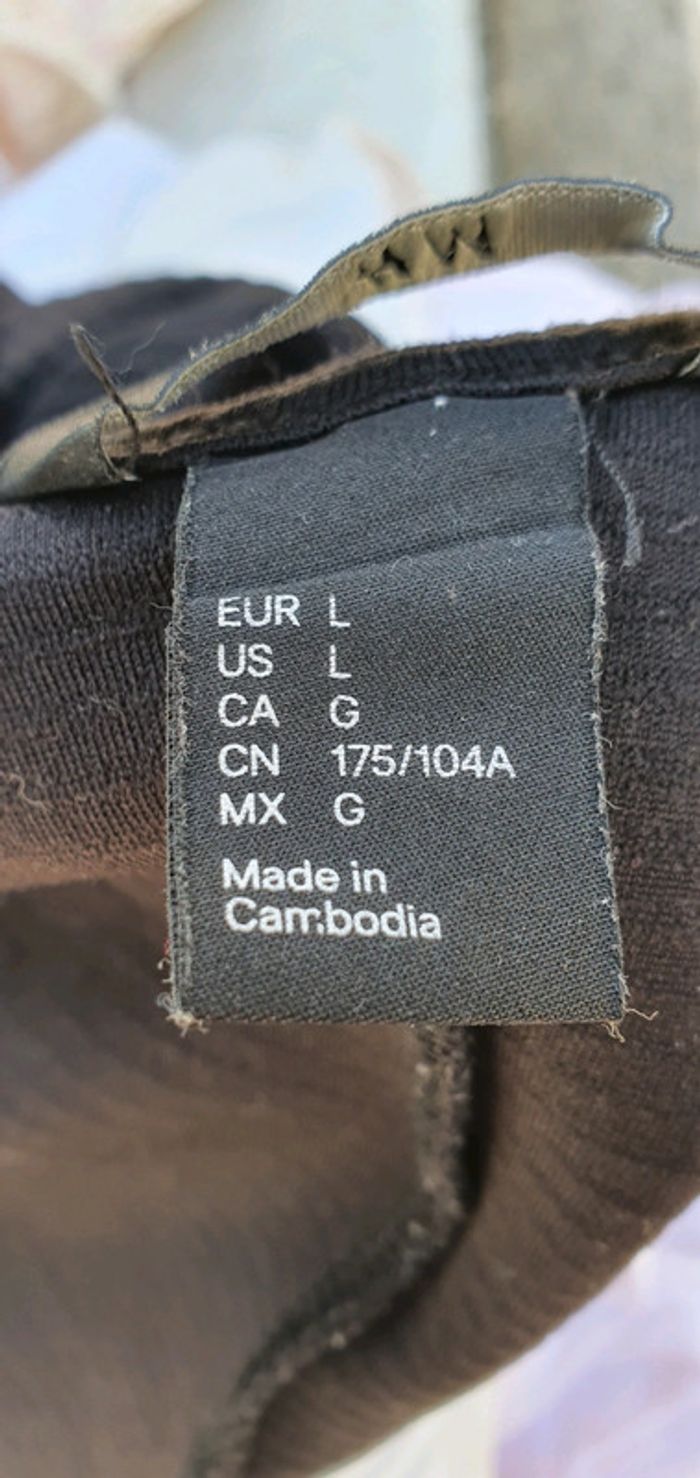 EUR L
US L
CA G
CN 175/104A
MX G
Made in
Cambodia